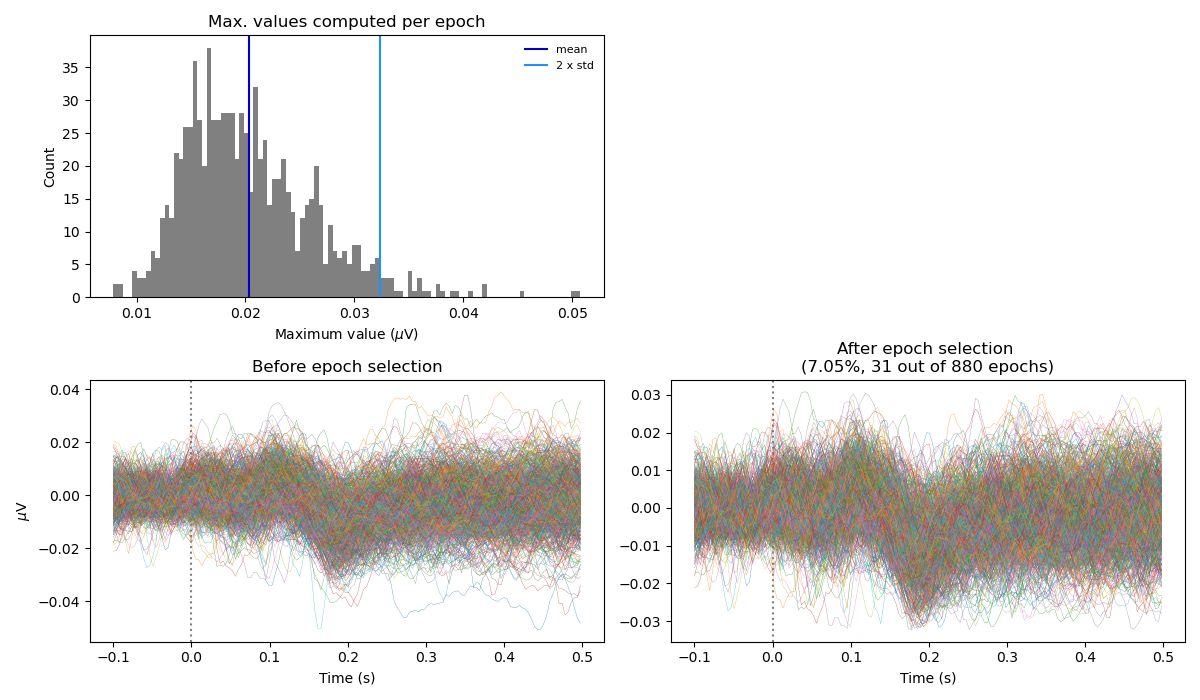 Max. values computed per epoch
mean
2 x std
35
30
25
20
15
10
5
0
Count
0.01 0.02 0.03 0.04 0.05
Maximum value (μV)
Before epoch selection
0.04
0.02
0.00
−0.02
−0.04
μV
−0.1 0.0 0.1 0.2 0.3 0.4 0.5
Time (s)
After epoch selection
(7.05%, 31 out of 880 epochs)
0.03
0.02
0.01
0.00
−0.01
−0.02
−0.03
−0.1 0.0 0.1 0.2 0.3 0.4 0.5
Time (s)